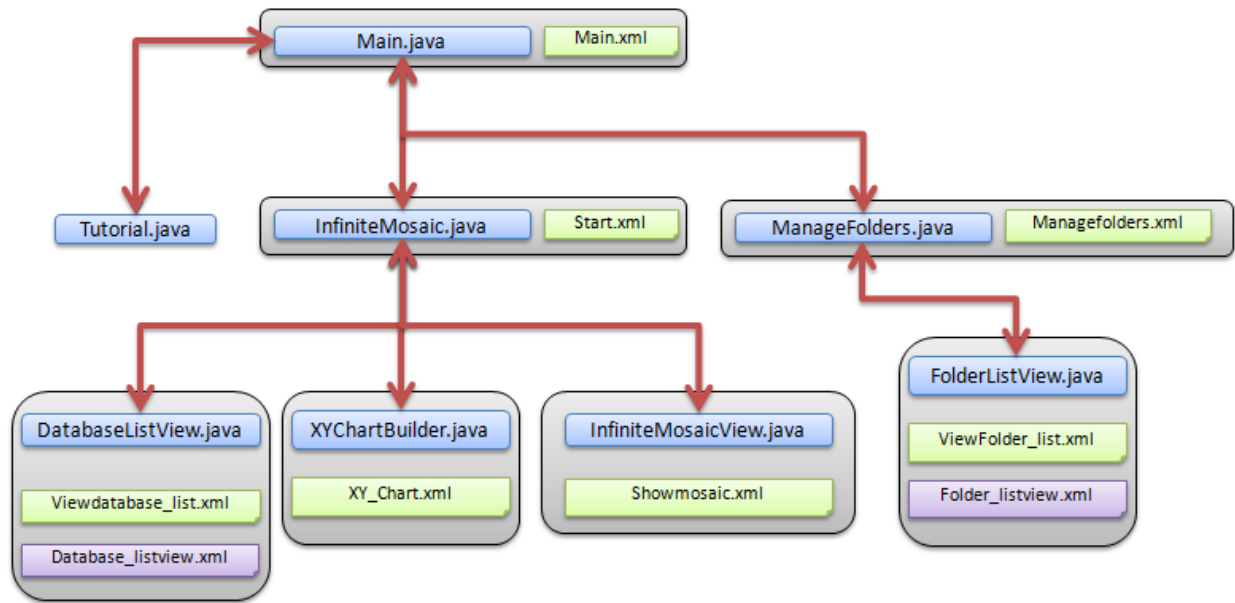 Main.java
Main.xml
Tutorial.java
InfiniteMosaic.java
Start.xml
ManageFolders.java
Managefolders.xml
DatabaseListView.java
Viewdatabase_list.xml
Database_listview.xml
XYChartBuilder.java
XY_Chart.xml
InfiniteMosaicView.java
Showmosaic.xml
FolderListView.java
ViewFolder_list.xml
Folder_listview.xml